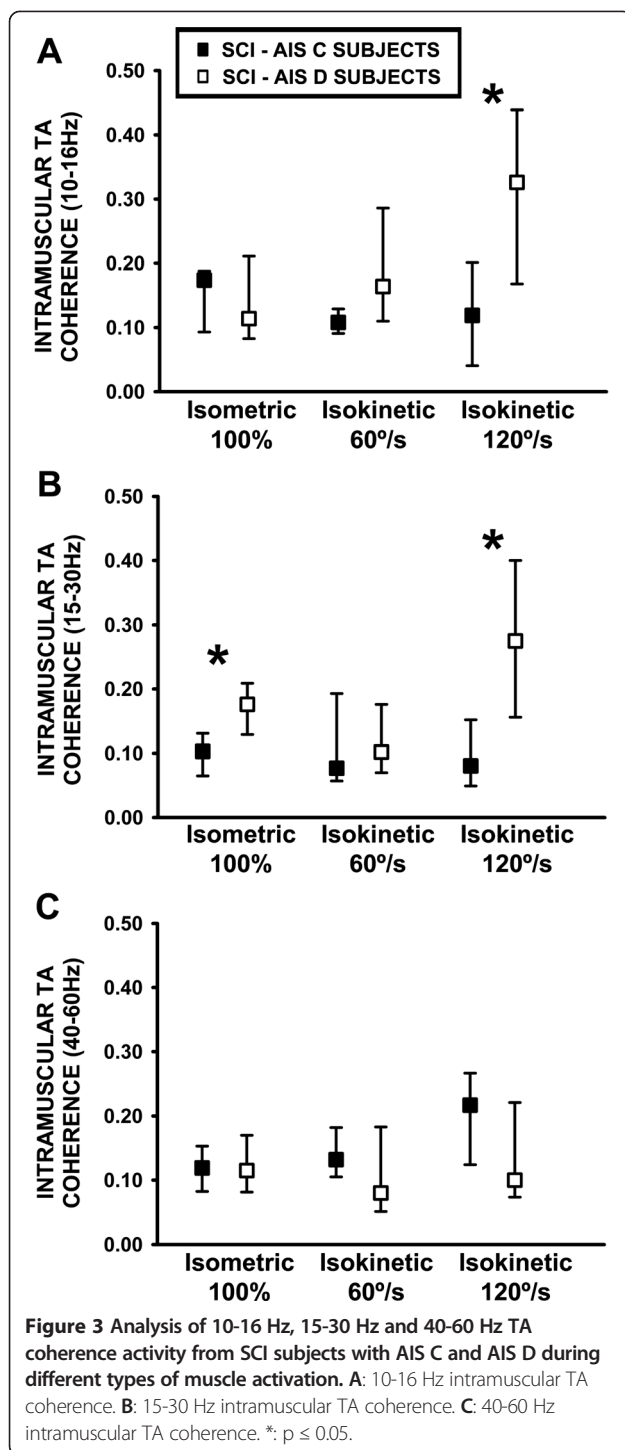 A
■ SCI - AIS C SUBJECTS
□ SCI - AIS D SUBJECTS
INTRAMUSCULAR TA
COHERENCE (10-16Hz)
0.50
0.40
0.30
0.20
0.10
0.00
*
Isometric
100%
Isokinetic
60º/s
Isokinetic
120º/s
B
INTRAMUSCULAR TA
COHERENCE (15-30Hz)
0.50
0.40
0.30
0.20
0.10
0.00
*
*
Isometric
100%
Isokinetic
60º/s
Isokinetic
120º/s
C
INTRAMUSCULAR TA
COHERENCE (40-60Hz)
0.50
0.40
0.30
0.20
0.10
0.00
Isometric
100%
Isokinetic
60º/s
Isokinetic
120º/s
Figure 3 Analysis of 10-16 Hz, 15-30 Hz and 40-60 Hz TA
coherence activity from SCI subjects with AIS C and AIS D during
different types of muscle activation. A: 10-16 Hz intramuscular TA
coherence. B: 15-30 Hz intramuscular TA coherence. C: 40-60 Hz
intramuscular TA coherence. *: p ≤ 0.05.